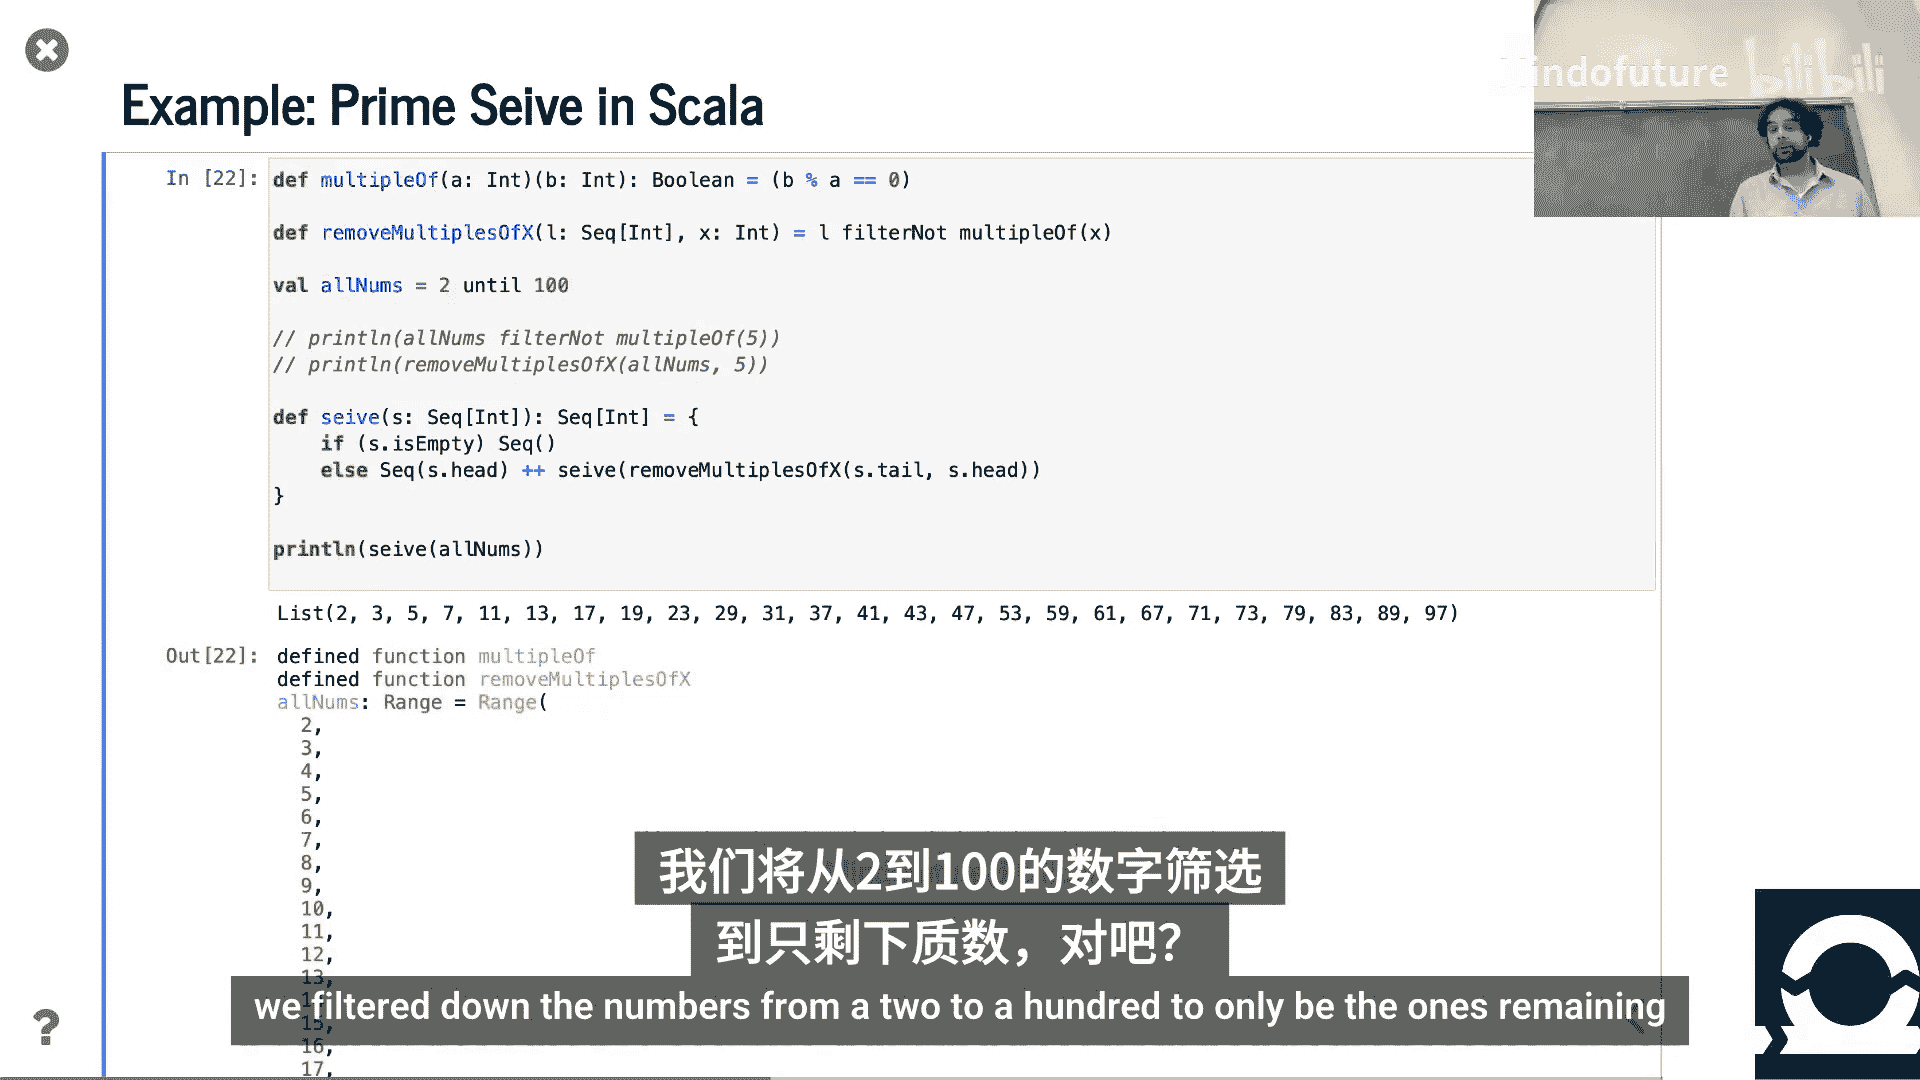 indofuture bilibili
Example: Prime Seive in Scala
In [22]:
def multipleOf(a: Int)(b: Int): Boolean = (b % a == 0)
def removeMultiplesOfX(l: Seq[Int], x: Int) = l filterNot multipleOf(x)
val allNums = 2 until 100
// println(allNums filterNot multipleOf(5))
// println(removeMultiplesOfX(allNums, 5))
def seive(s: Seq[Int]): Seq[Int] = {
if (s.isEmpty) Seq()
else Seq(s.head) ++ seive(removeMultiplesOfX(s.tail, s.head))
}
println(seive(allNums))
List(2, 3, 5, 7, 11, 13, 17, 19, 23, 29, 31, 37, 41, 43, 47, 53, 59, 61, 67, 71, 73, 79, 83, 89, 97)
Out[22]:
defined function multipleOf
defined function removeMultiplesOfX
allNums: Range = Range(
2,
3,
4,
5,
6,
7,
8,
9,
10,
11,
12,
13,
15,
16,
17,
我们将从2到100的数字筛选
到只剩下质数，对吧？
we filtered down the numbers from a two to a hundred to only be the ones remaining
?